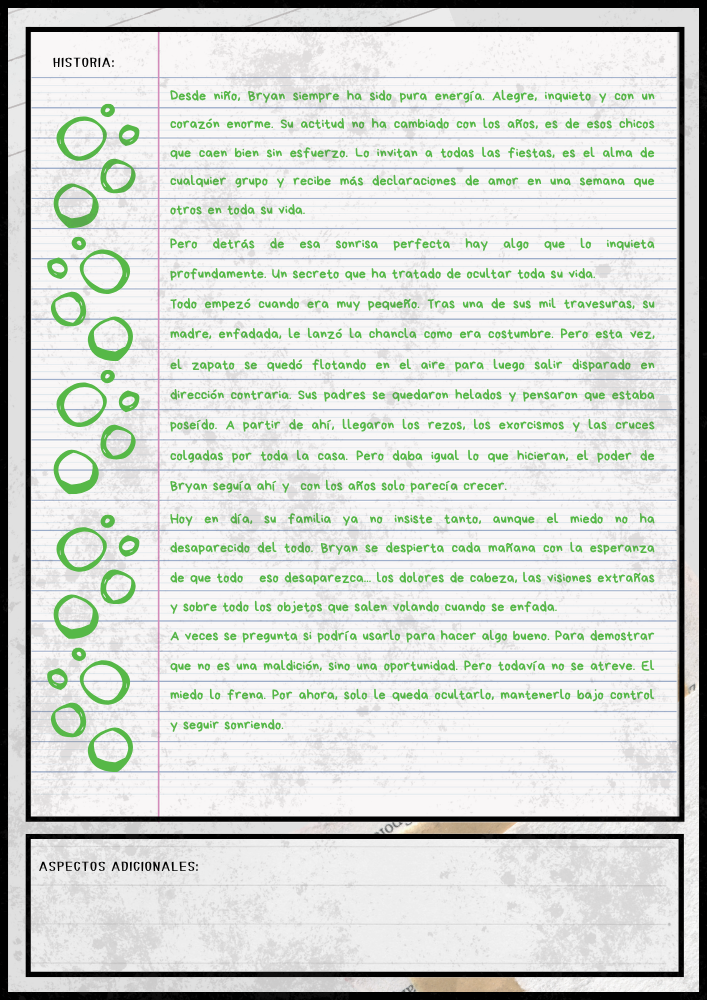 HISTORIA:
Desde niño, Bryan siempre ha sido pura energía. Alegre, inquieto y con un
corazón enorme. Su actitud no ha cambiado con los años, es de esos chicos
que caen bien sin esfuerzo. Lo invitan a todas las fiestas, es el alma de
cualquier grupo y recibe más declaraciones de amor en una semana que
otros en toda su vida.
Pero detrás de esa sonrisa perfecta hay algo que lo inquieta
profundamente. Un secreto que ha tratado de ocultar toda su vida.
Todo empezó cuando era muy pequeño. Tras una de sus mil travesuras, su
madre, enfadada, le lanzó la chancla como era costumbre. Pero esta vez,
el zapato se quedó flotando en el aire para luego salir disparado en
dirección contraria. Sus padres se quedaron helados y pensaron que estaba
poseído. A partir de ahí, llegaron los rezos, los exorcismos y las cruces
colgadas por toda la casa. Pero daba igual lo que hicieran, el poder de
Bryan seguía ahí y con los años solo parecía crecer.
Hoy en día, su familia ya no insiste tanto, aunque el miedo no ha
desaparecido del todo. Bryan se despierta cada mañana con la esperanza
de que todo eso desaparezca... los dolores de cabeza, las visiones extrañas
y sobre todo los objetos que salen volando cuando se enfada.
A veces se pregunta si podría usarlo para hacer algo bueno. Para demostrar
que no es una maldición, sino una oportunidad. Pero todavía no se atreve. El
miedo lo frena. Por ahora, solo le queda ocultarlo, mantenerlo bajo control
y seguir sonriendo.
ASPECTOS ADICIONALES: